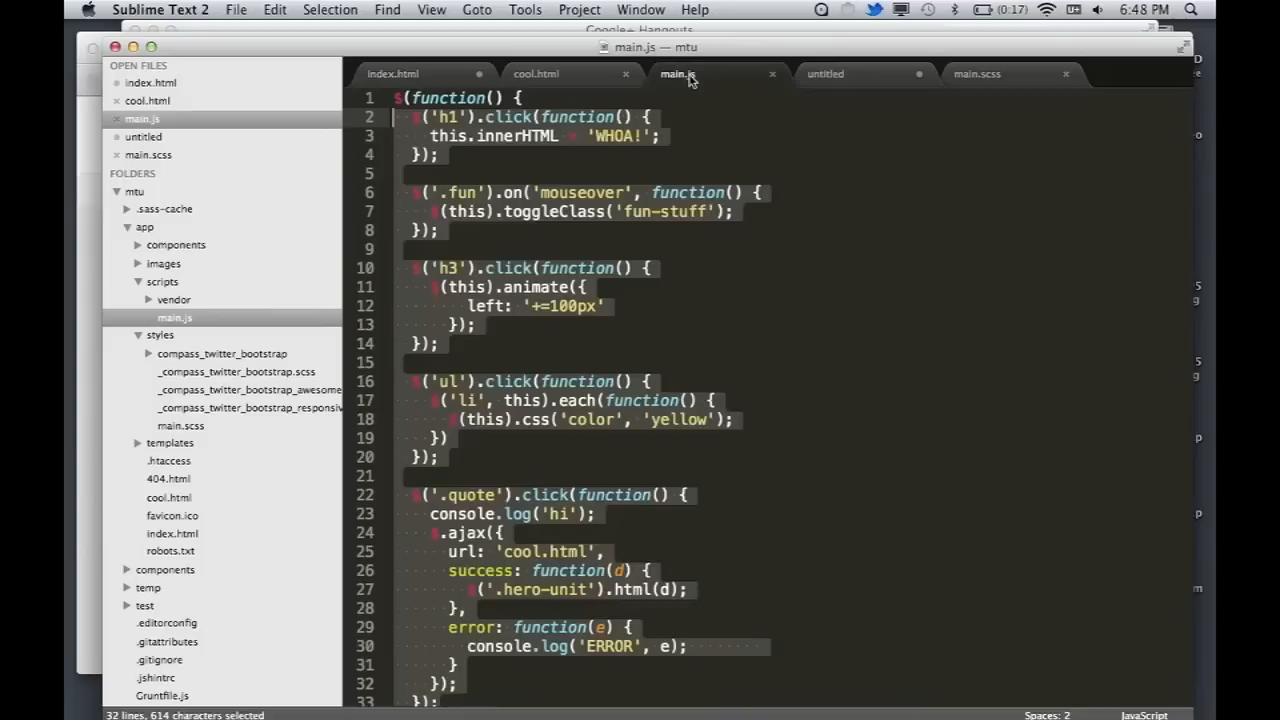 Sublime Text 2 File Edit Selection Find View Goto Tools Project Window Help (0:17) 6:48 PM
Google+ Hangouts
main.js — mtu
OPEN FILES
index.html
cool.html
main.js
untitled
main.scss
FOLDERS
mtu
.sass-cache
app
components
images
scripts
vendor
main.js
styles
compass_twitter_bootstrap
_compass_twitter_bootstrap.scss
_compass_twitter_bootstrap_awesome
_compass_twitter_bootstrap_responsiv
main.scss
templates
.htaccess
404.html
cool.html
favicon.ico
index.html
robots.txt
components
temp
test
.editorconfig
.gitattributes
.gitignore
.jshintrc
Gruntfile.js
index.html cool.html main.js untitled main.scss
1 $(function() {
2 $('h1').click(function() {
3 this.innerHTML = 'WHOA!';
4 });
5
6 $('.fun').on('mouseover', function() {
7 $(this).toggleClass('fun-stuff');
8 });
9
10 $('h3').click(function() {
11 $(this).animate({
12 left: '+=100px'
13 });
14 });
15
16 $('ul').click(function() {
17 $('li', this).each(function() {
18 $(this).css('color', 'yellow');
19 })
20 });
21
22 $('.quote').click(function() {
23 console.log('hi');
24 $.ajax({
25 url: 'cool.html',
26 success: function(d) {
27 $('.hero-unit').html(d);
28 },
29 error: function(e) {
30 console.log('ERROR', e);
31 }
32 });
33 });
32 lines, 614 characters selected Spaces: 2 JavaScript